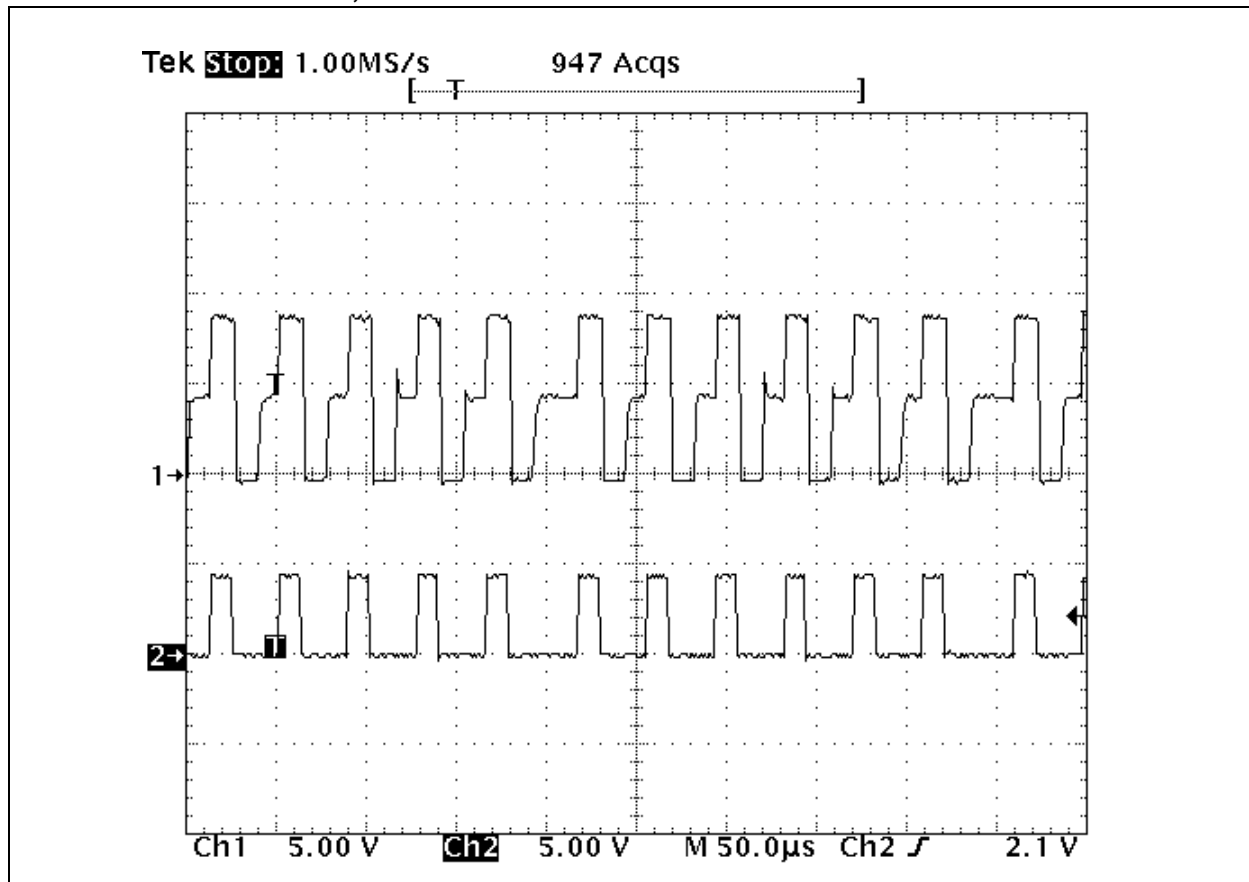 Tek Stop: 1.00MS/s 947 Acqs
[ T ]
T
1→
T
2→
Ch1 5.00 V Ch2 5.00 V M 50.0µs Ch2 2.1 V